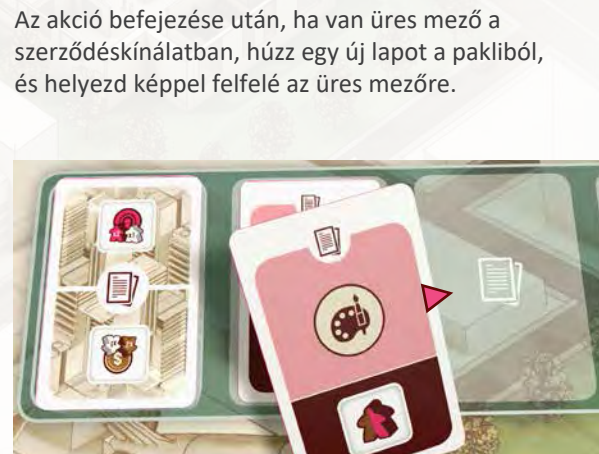 Az akció befejezése után, ha van üres mező a
szerződéskínálatban, húzz egy új lapot a pakliból,
és helyezd képpel felfelé az üres mezőre.